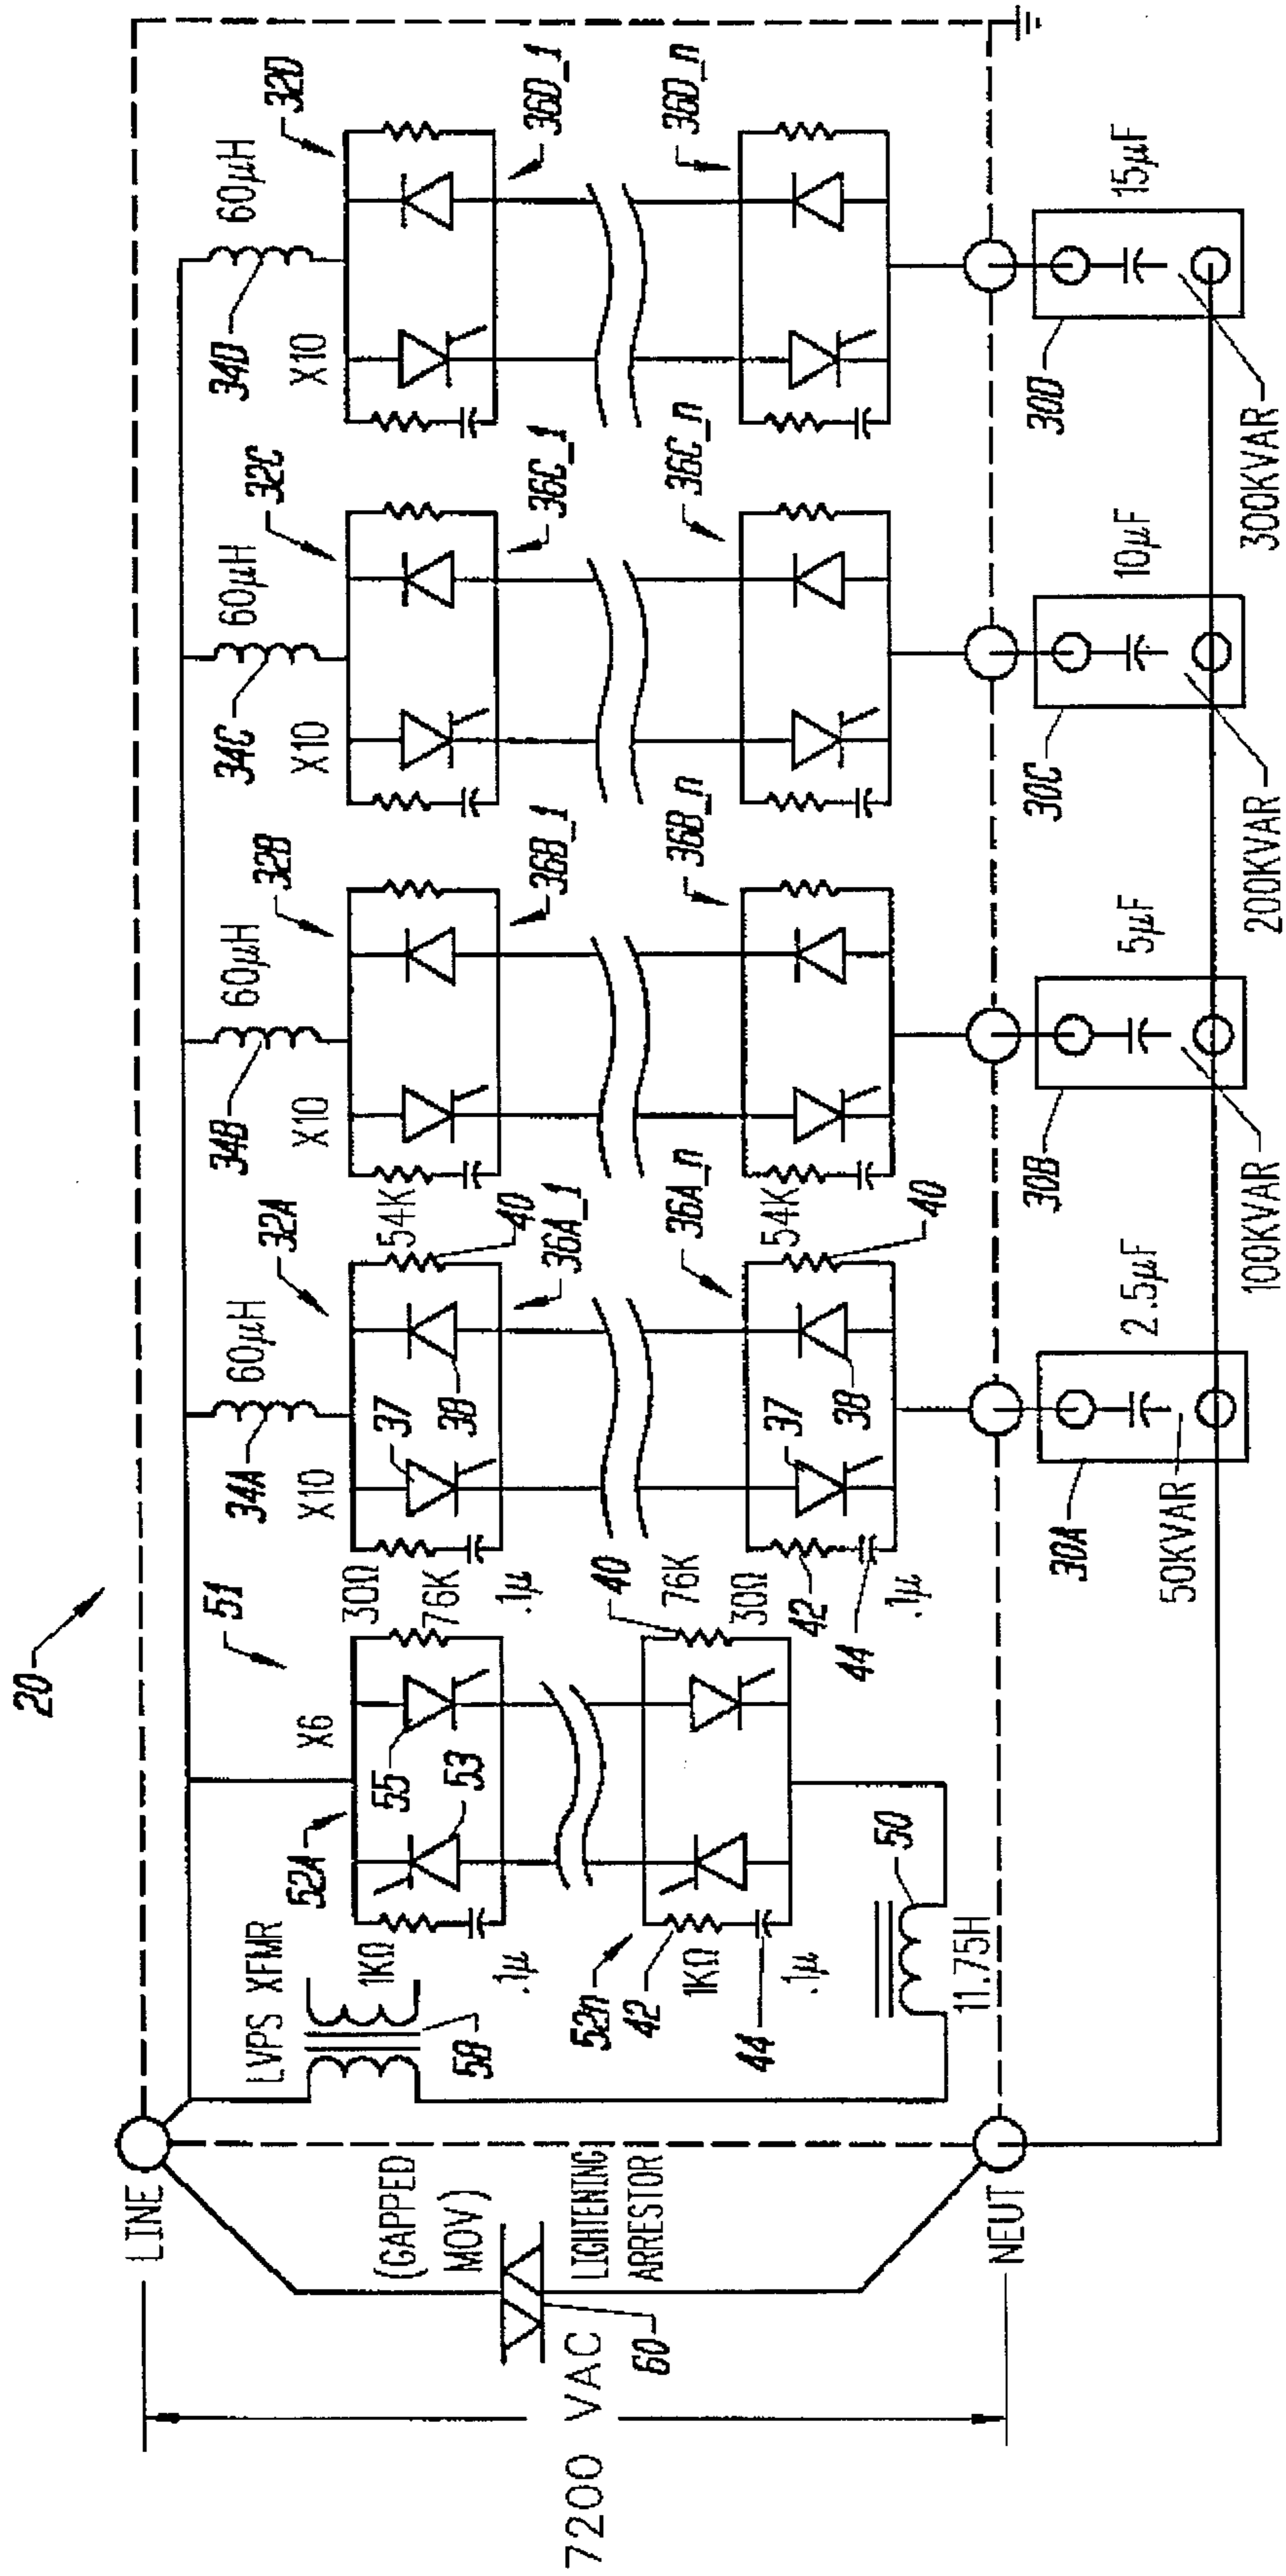 20
LINE
7200 VAC
NEUT
(GAPPED
MOV)
LIGHTENING
ARRESTOR
60
LVPS XFMR
58
51
X6
52A
53
55
1KΩ
.1µ
76K
52n
42
1KΩ
44
.1µ
40
76K
50
11.75H
34A
60µH
32A
X10
37
38
30Ω
.1µ
54K
40
36A_1
36A_n
37
38
30Ω
42
44
.1µ
54K
40
34B
60µH
32B
X10
36B_1
36B_n
34C
60µH
32C
X10
36C_1
36C_n
34D
60µH
32D
X10
36D_1
36D_n
30A
2.5µF
50KVAR
30B
5µF
100KVAR
30C
10µF
200KVAR
30D
15µF
300KVAR